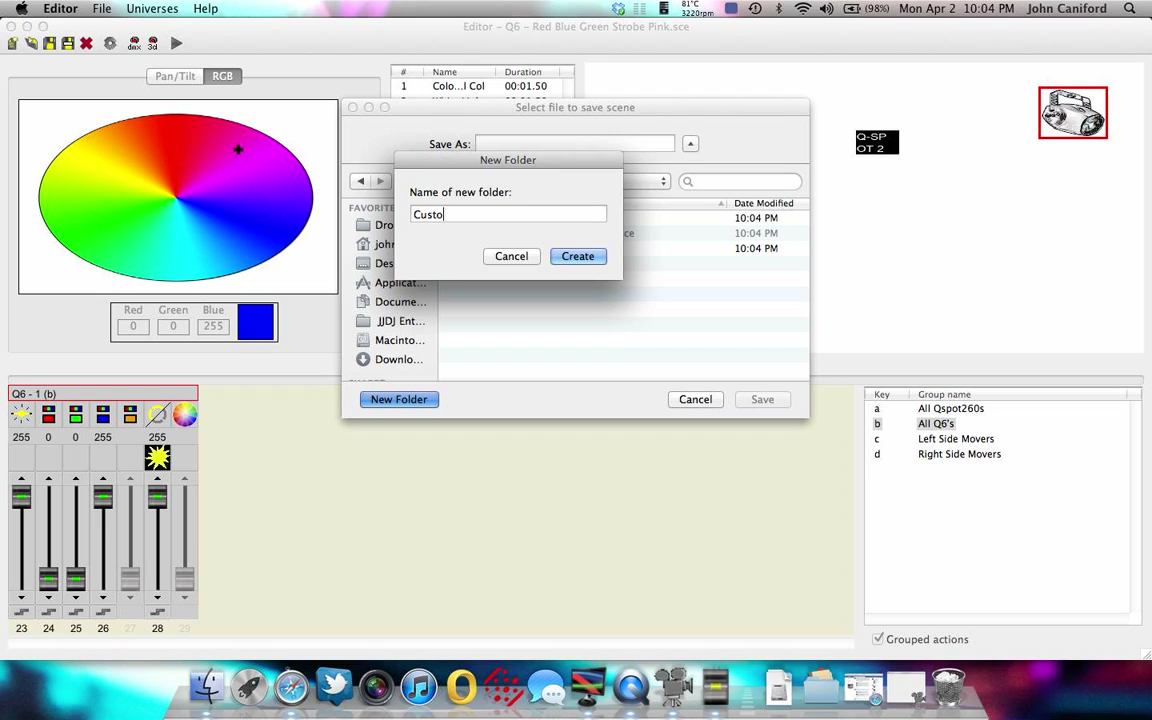 Editor File Universes Help 81°C 3220rpm (98%) Mon Apr 2 10:04 PM John Caniford
Editor – Q6 – Red Blue Green Strobe Pink.sce
dmx 3d
Pan/Tilt RGB
# Name Duration
1 Colo...l Col 00:01.50
Select file to save scene
Save As:
New Folder
Name of new folder:
Custo
Cancel Create
FAVORITE
Dro
john
Des
Applicat...
Docume...
JJDJ Ent...
Macinto...
Downlo...
Date Modified
10:04 PM
ce 10:04 PM
10:04 PM
New Folder Cancel Save
Q-SP
OT 2
Red Green Blue
0 0 255
Q6 - 1 (b)
255 0 0 255 255
23 24 25 26 27 28 29
Key Group name
a All Qspot260s
b All Q6's
c Left Side Movers
d Right Side Movers
Grouped actions